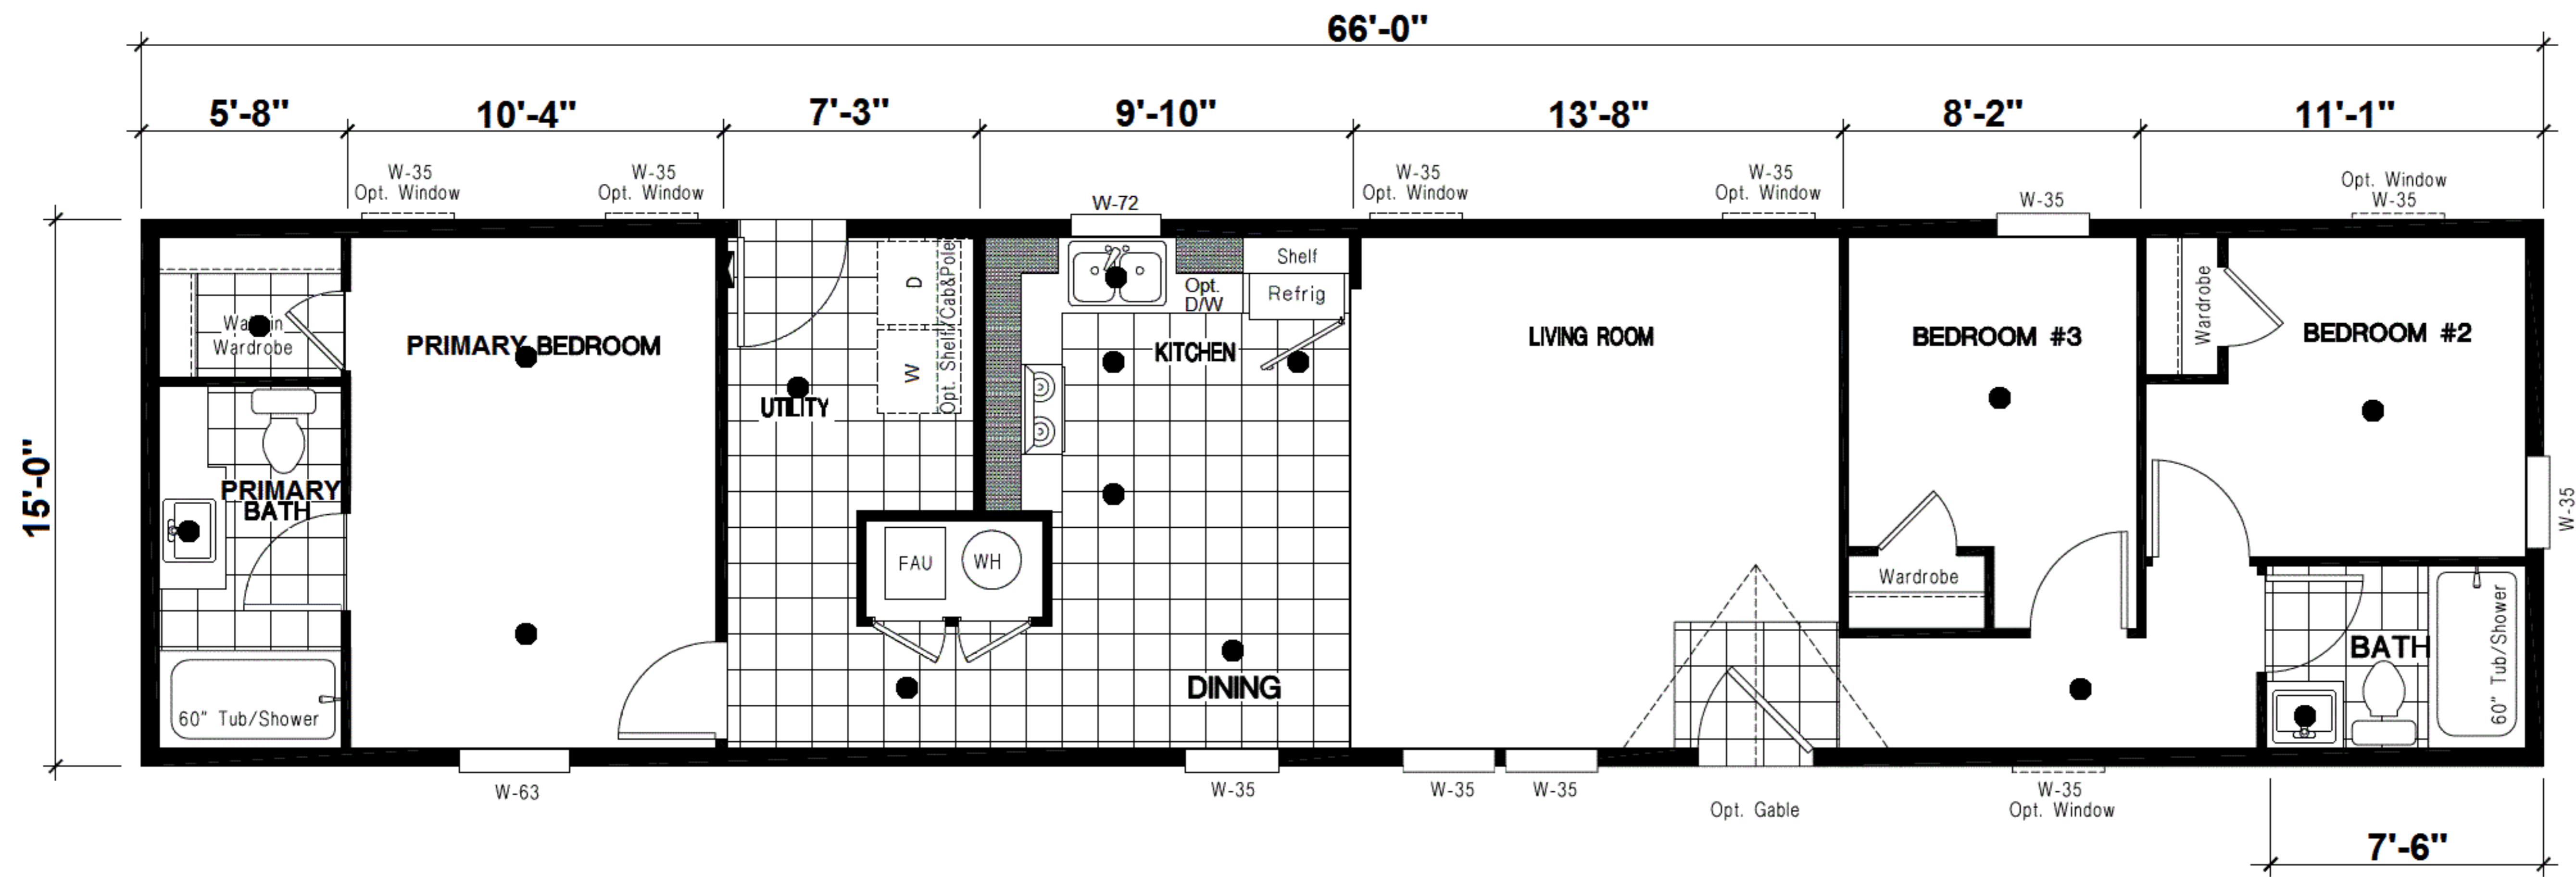 66'-0"
5'-8"
10'-4"
7'-3"
9'-10"
13'-8"
8'-2"
11'-1"
W-35
Opt. Window
W-35
Opt. Window
W-72
W-35
Opt. Window
W-35
Opt. Window
W-35
Opt. Window
W-35
15'-0"
Walk-in
Wardrobe
PRIMARY BEDROOM
UTILITY
D
W
Opt. Shelf/Cab&Pole
Opt.
D/W
Shelf
Refrig
KITCHEN
LIVING ROOM
BEDROOM #3
Wardrobe
BEDROOM #2
PRIMARY
BATH
FAU
WH
Wardrobe
W-35
DINING
60" Tub/Shower
BATH
60" Tub/Shower
W-63
W-35
W-35
W-35
Opt. Gable
W-35
Opt. Window
7'-6"